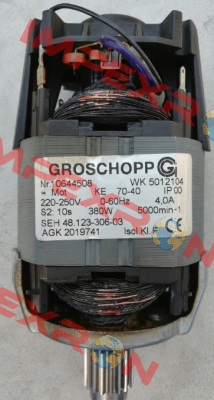 GROSCHOPP G
Nr.10644508 WK 5012104
~ Mot KE 70-40 IP 00
220-250V 0-60Hz 4,0A
S2: 10s 380W 5000min-1
SEH 48.123-306-03
AGK 2019741 Isol.Kl.F
IMPEXRON